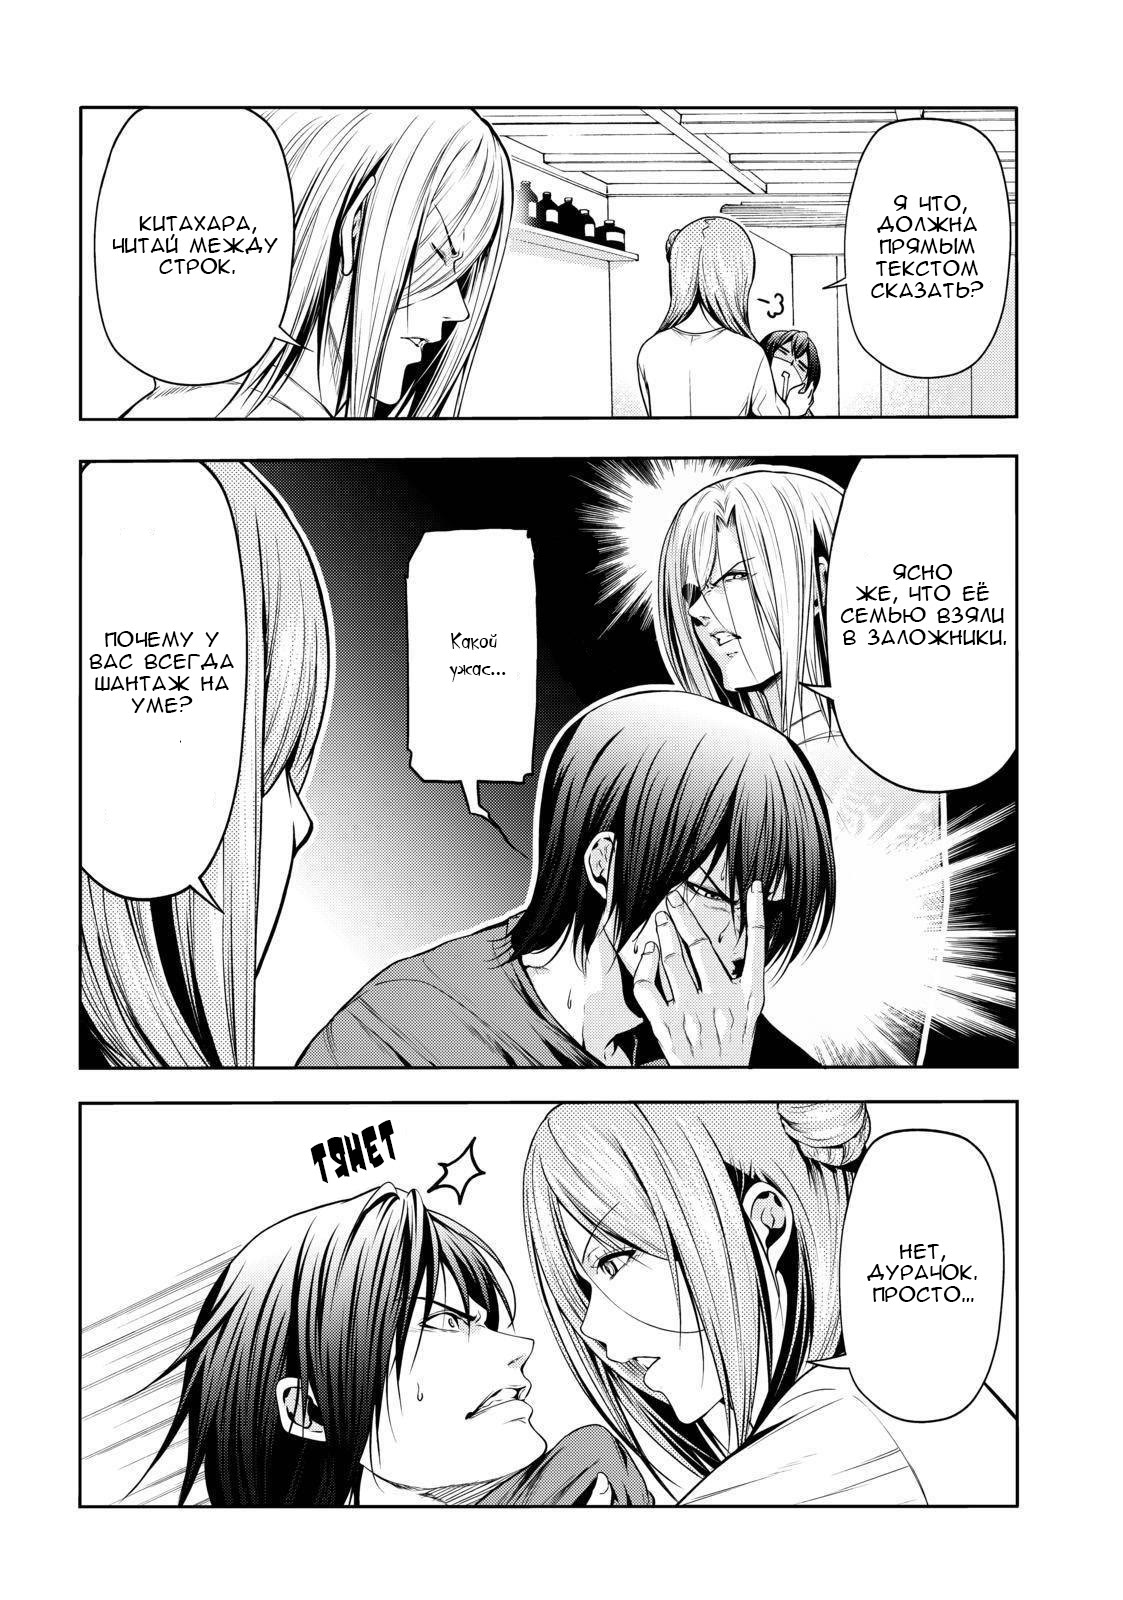 Я ЧТО,
ДОЛЖНА
ПРЯМЫМ
ТЕКСТОМ
СКАЗАТЬ?
КИТАХАРА,
ЧИТАЙ МЕЖДУ
СТРОК.
ЯСНО
ЖЕ, ЧТО ЕЁ
СЕМЬЮ ВЗЯЛИ
В ЗАЛОЖНИКИ.
Какой
ужас...
ПОЧЕМУ У
ВАС ВСЕГДА
ШАНТАЖ НА
УМЕ?
ТЯНЕТ
НЕТ,
ДУРАЧОК.
ПРОСТО...